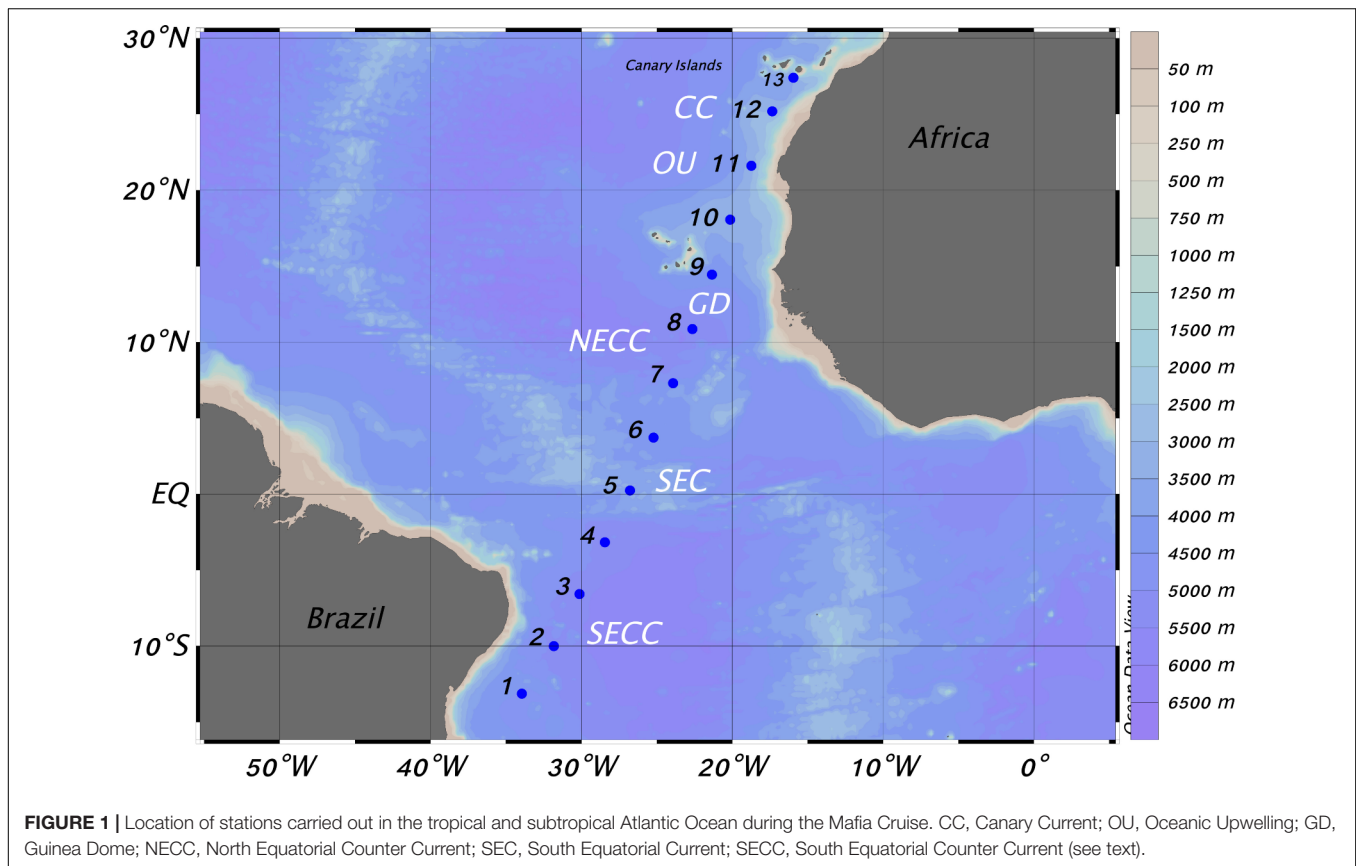 30°N
Canary Islands
13
50 m
CC
12
100 m
Africa
250 m
OU
11
500 m
20°N
750 m
10
1000 m
9
1250 m
GD
1500 m
8
NECC
10°N
2000 m
7
2500 m
6
3000 m
SEC
3500 m
5
EQ
4000 m
4
4500 m
3
5000 m
Brazil
SECC
5500 m
2
10°S
6000 m
1
6500 m
Ocean Data View
50°W
40°W
30°W
20°W
10°W
0°
FIGURE 1 | Location of stations carried out in the tropical and subtropical Atlantic Ocean during the Mafia Cruise. CC, Canary Current; OU, Oceanic Upwelling; GD,
Guinea Dome; NECC, North Equatorial Counter Current; SEC, South Equatorial Current; SECC, South Equatorial Counter Current (see text).